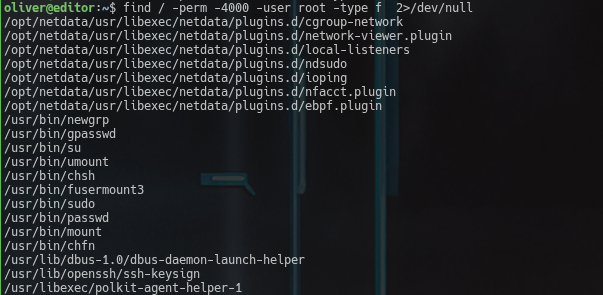 oliver@editor:~$ find / -perm -4000 -user root -type f  2>/dev/null
/opt/netdata/usr/libexec/netdata/plugins.d/cgroup-network
/opt/netdata/usr/libexec/netdata/plugins.d/network-viewer.plugin
/opt/netdata/usr/libexec/netdata/plugins.d/local-listeners
/opt/netdata/usr/libexec/netdata/plugins.d/ndsudo
/opt/netdata/usr/libexec/netdata/plugins.d/ioping
/opt/netdata/usr/libexec/netdata/plugins.d/nfacct.plugin
/opt/netdata/usr/libexec/netdata/plugins.d/ebpf.plugin
/usr/bin/newgrp
/usr/bin/gpasswd
/usr/bin/su
/usr/bin/umount
/usr/bin/chsh
/usr/bin/fusermount3
/usr/bin/sudo
/usr/bin/passwd
/usr/bin/mount
/usr/bin/chfn
/usr/lib/dbus-1.0/dbus-daemon-launch-helper
/usr/lib/openssh/ssh-keysign
/usr/libexec/polkit-agent-helper-1